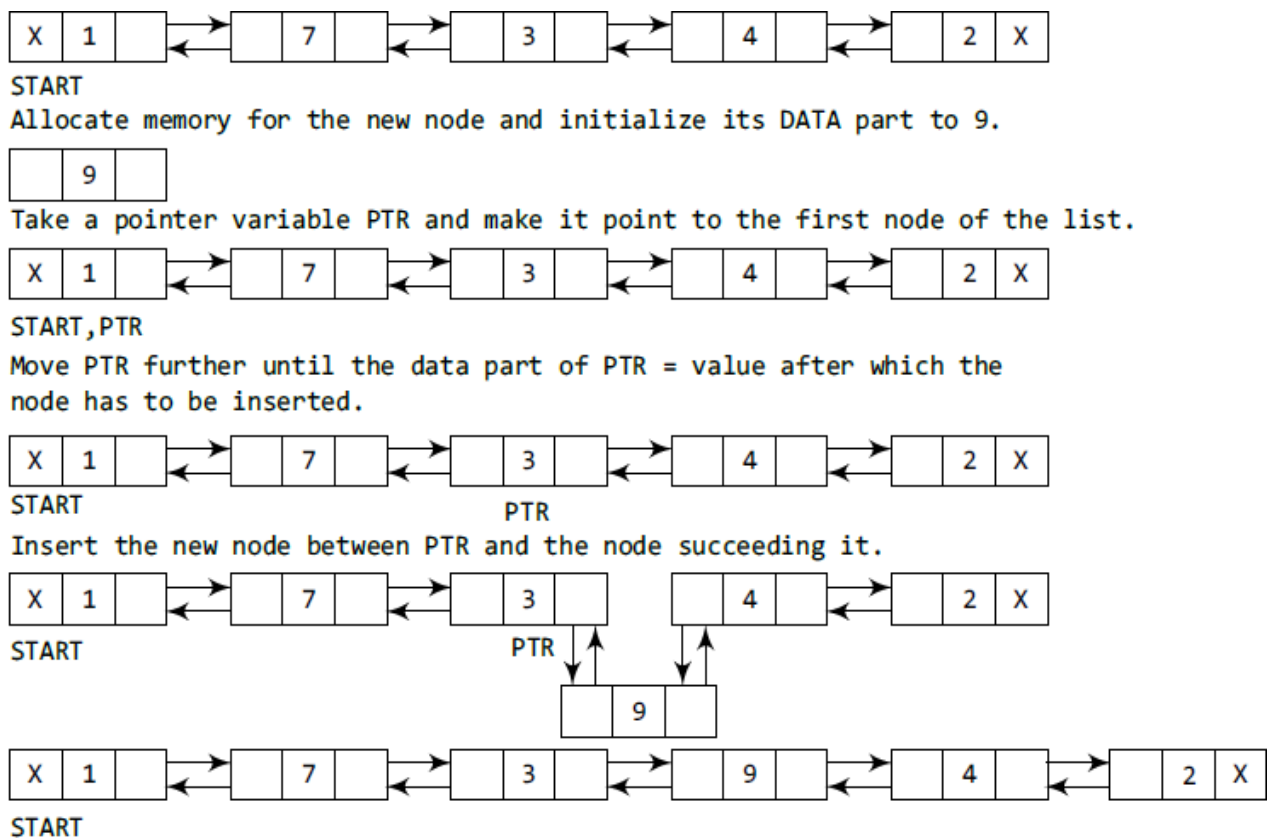 X 1 7 3 4 2 X
START
Allocate memory for the new node and initialize its DATA part to 9.
9
Take a pointer variable PTR and make it point to the first node of the list.
X 1 7 3 4 2 X
START,PTR
Move PTR further until the data part of PTR = value after which the
node has to be inserted.
X 1 7 3 4 2 X
START PTR
Insert the new node between PTR and the node succeeding it.
X 1 7 3 4 2 X
START PTR
9
X 1 7 3 9 4 2 X
START